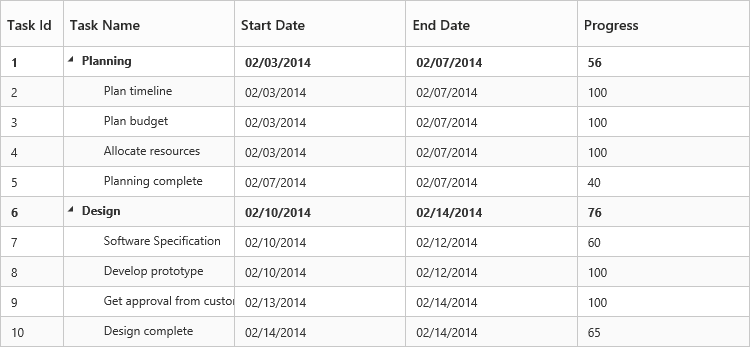 Task Id Task Name Start Date End Date Progress
1 Planning 02/03/2014 02/07/2014 56
2 Plan timeline 02/03/2014 02/07/2014 100
3 Plan budget 02/03/2014 02/07/2014 100
4 Allocate resources 02/03/2014 02/07/2014 100
5 Planning complete 02/07/2014 02/07/2014 40
6 Design 02/10/2014 02/14/2014 76
7 Software Specification 02/10/2014 02/12/2014 60
8 Develop prototype 02/10/2014 02/12/2014 100
9 Get approval from custo 02/13/2014 02/14/2014 100
10 Design complete 02/14/2014 02/14/2014 65